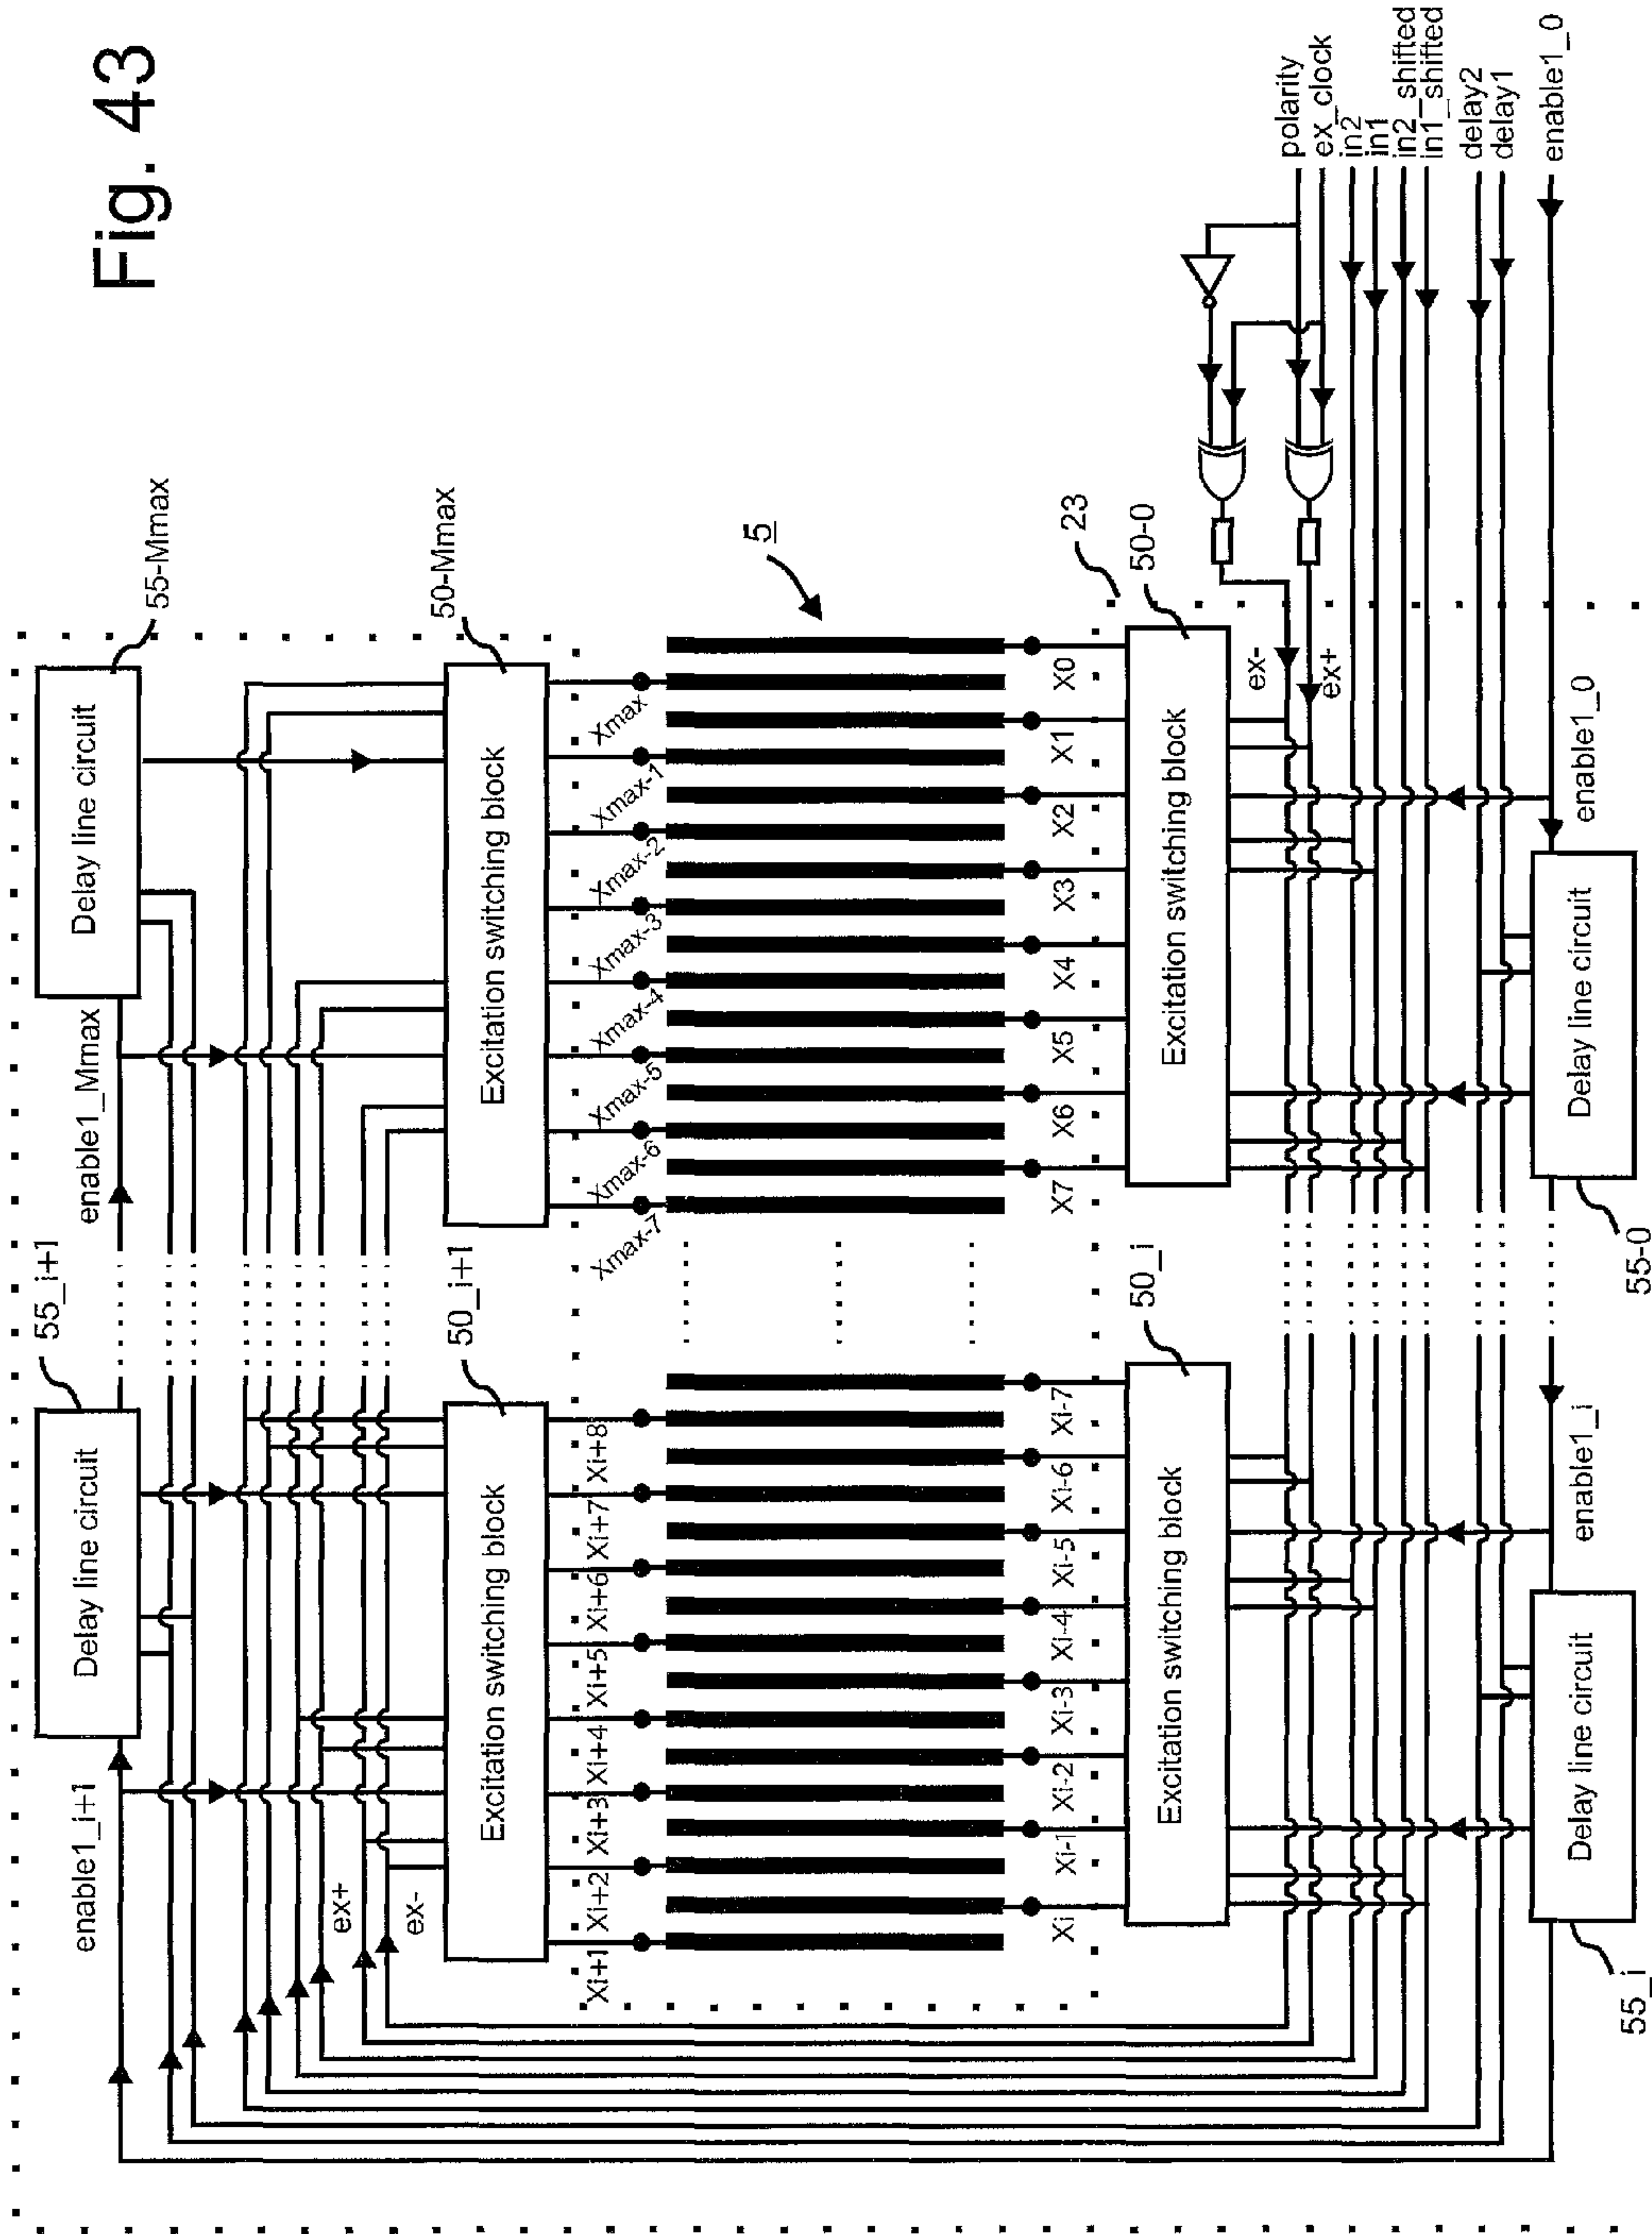 Fig. 43
55_i+1
55-Mmax
Delay line circuit
Delay line circuit
enable1_i+1
enable1_Mmax
50_i+1
50-Mmax
ex+
ex-
Excitation switching block
Excitation switching block
Xi+1
Xi+2
Xi+3
Xi+4
Xi+5
Xi+6
Xi+7
Xi+8
Xmax-7
Xmax-6
Xmax-5
Xmax-4
Xmax-3
Xmax-2
Xmax-1
Xmax
5
Xi
Xi-1
Xi-2
Xi-3
Xi-4
Xi-5
Xi-6
Xi-7
X7
X6
X5
X4
X3
X2
X1
X0
23
50_i
50-0
Excitation switching block
Excitation switching block
ex-
ex+
polarity
ex_clock
in2
in1
in2_shifted
in1_shifted
delay2
delay1
enable1_0
enable1_i
enable1_0
Delay line circuit
Delay line circuit
55_i
55-0